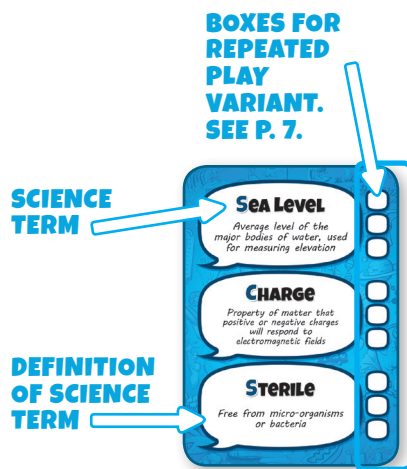 BOXES FOR
REPEATED
PLAY
VARIANT.
SEE P. 7.
SCIENCE
TERM
SEA LEVEL
Average level of the
major bodies of water, used
for measuring elevation
CHARGE
Property of matter that
positive or negative charges
will respond to
electromagnetic fields
DEFINITION
OF SCIENCE
TERM
STERILE
Free from micro-organisms
or bacteria